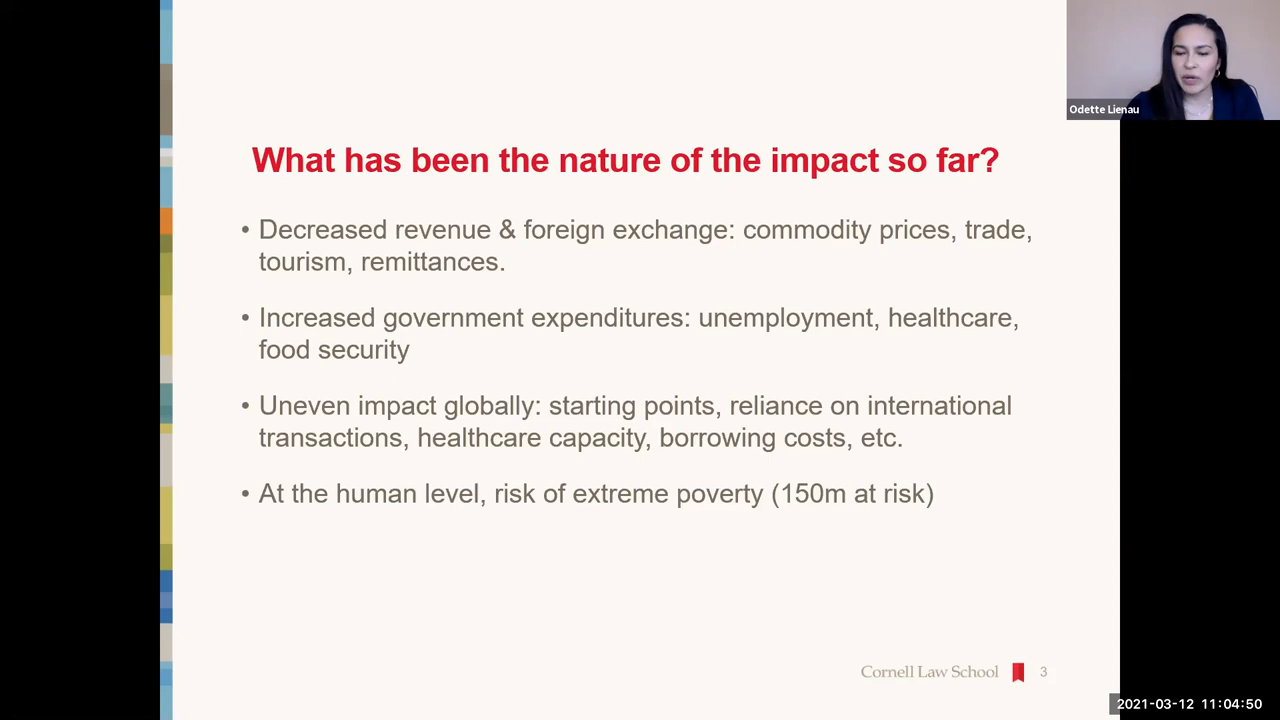 Odette Lienau
What has been the nature of the impact so far?
• Decreased revenue & foreign exchange: commodity prices, trade,
tourism, remittances.
• Increased government expenditures: unemployment, healthcare,
food security
• Uneven impact globally: starting points, reliance on international
transactions, healthcare capacity, borrowing costs, etc.
• At the human level, risk of extreme poverty (150m at risk)
Cornell Law School 3
2021-03-12 11:04:50